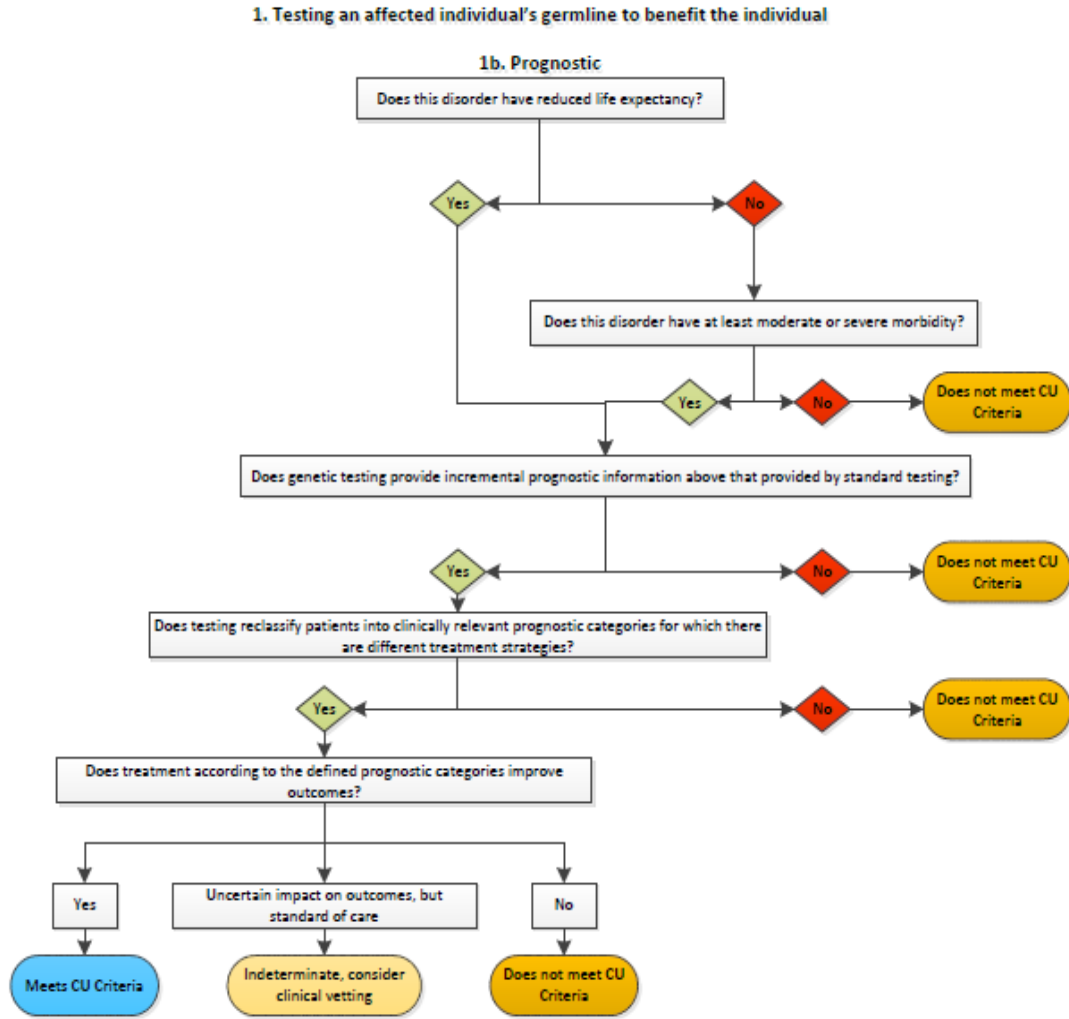 1. Testing an affected individual's germline to benefit the individual
1b. Prognostic
Does this disorder have reduced life expectancy?
Yes
No
Does this disorder have at least moderate or severe morbidity?
Yes
No
Does not meet CU
Criteria
Does genetic testing provide incremental prognostic information above that provided by standard testing?
Yes
No
Does not meet CU
Criteria
Does testing reclassify patients into clinically relevant prognostic categories for which there
are different treatment strategies?
Yes
No
Does not meet CU
Criteria
Does treatment according to the defined prognostic categories improve
outcomes?
Yes
Uncertain impact on outcomes, but
standard of care
No
Meets CU Criteria
Indeterminate, consider
clinical vetting
Does not meet CU
Criteria